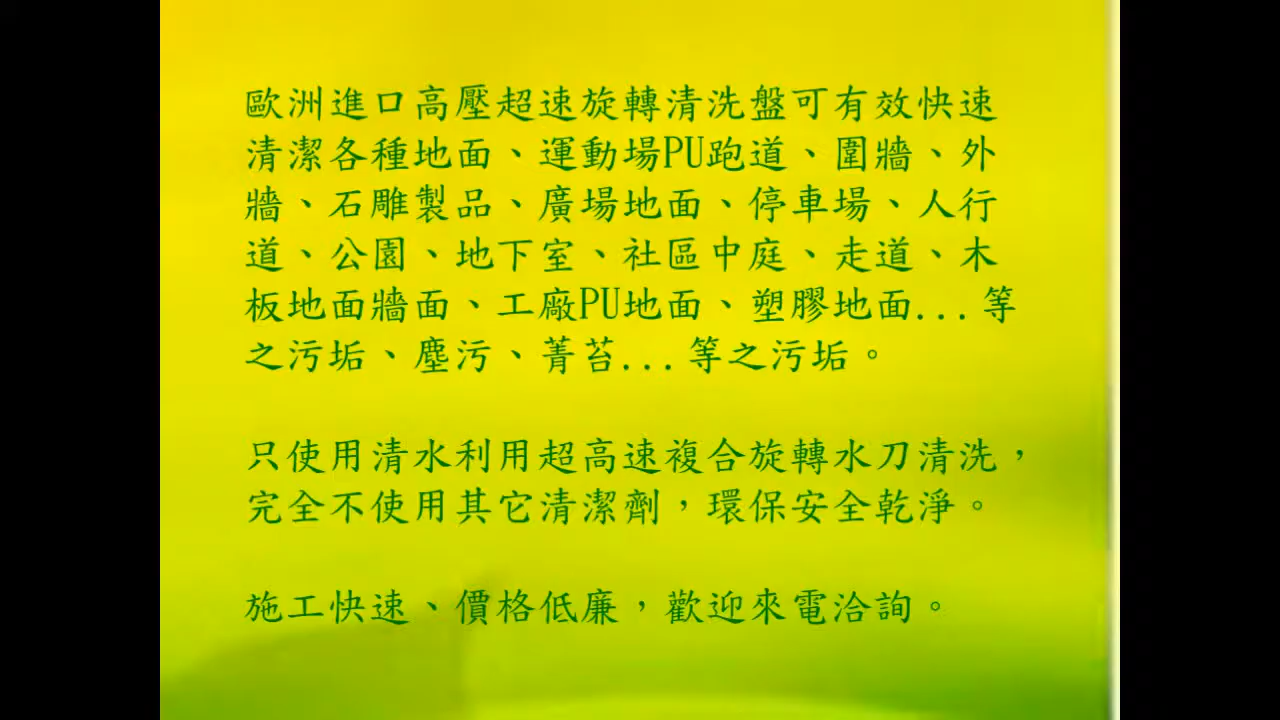 歐洲進口高壓超速旋轉清洗盤可有效快速
清潔各種地面、運動場PU跑道、圍牆、外
牆、石雕製品、廣場地面、停車場、人行
道、公園、地下室、社區中庭、走道、木
板地面牆面、工廠PU地面、塑膠地面...等
之污垢、塵污、菁苔...等之污垢。
只使用清水利用超高速複合旋轉水刀清洗，
完全不使用其它清潔劑，環保安全乾淨。
施工快速、價格低廉，歡迎來電洽詢。